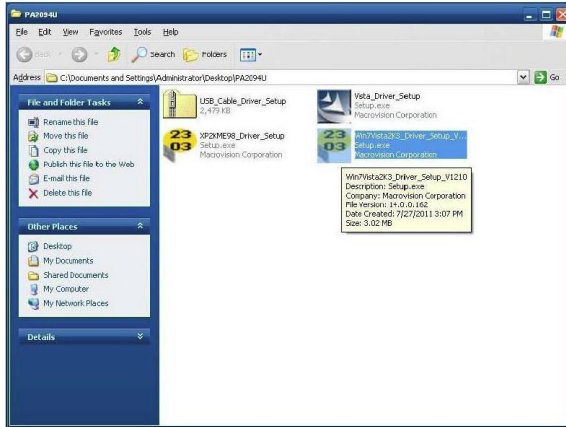 PA2094U
File Edit View Favorites Tools Help
Back Search Folders
Address C:\Documents and Settings\Administrator\Desktop\PA2094U Go
File and Folder Tasks
Rename this file
Move this file
Copy this file
Publish this file to the Web
E-mail this file
Delete this file
Other Places
Desktop
My Documents
Shared Documents
My Computer
My Network Places
Details
USB_Cable_Driver_Setup
2,479 KB
Vista_Driver_Setup
Setup.exe
Macrovision Corporation
23
03
XP2KME98_Driver_Setup
Setup.exe
Macrovision Corporation
23
03
Win7Vista2K3_Driver_Setup_V...
Setup.exe
Macrovision Corporation
Win7Vista2K3_Driver_Setup_V1210
Description: Setup.exe
Company: Macrovision Corporation
File Version: 14.0.0.162
Date Created: 7/27/2011 3:07 PM
Size: 3.02 MB